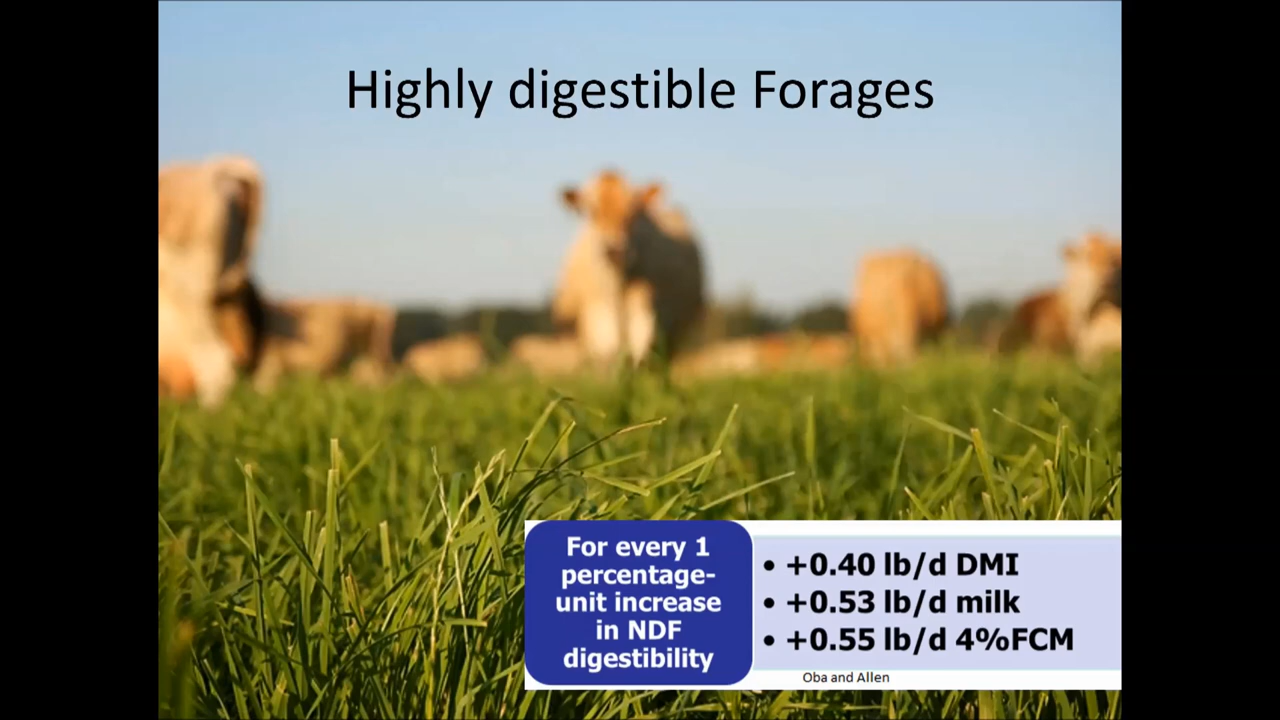 Highly digestible Forages
For every 1
percentage-
unit increase
in NDF
digestibility
• +0.40 lb/d DMI
• +0.53 lb/d milk
• +0.55 lb/d 4%FCM
Oba and Allen